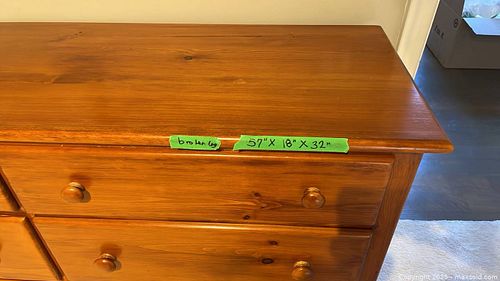 broken leg
57" X 18" X 32"
Copyright 2025 - maxsold.com